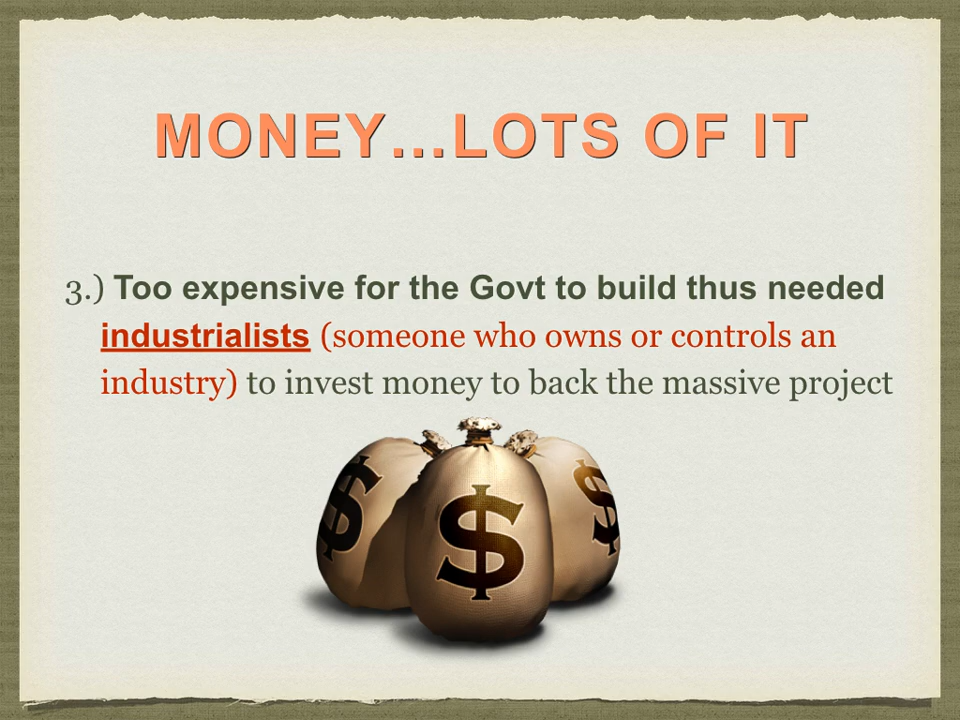 MONEY…LOTS OF IT
3.) Too expensive for the Govt to build thus needed
industrialists (someone who owns or controls an
industry) to invest money to back the massive project
$ $ $